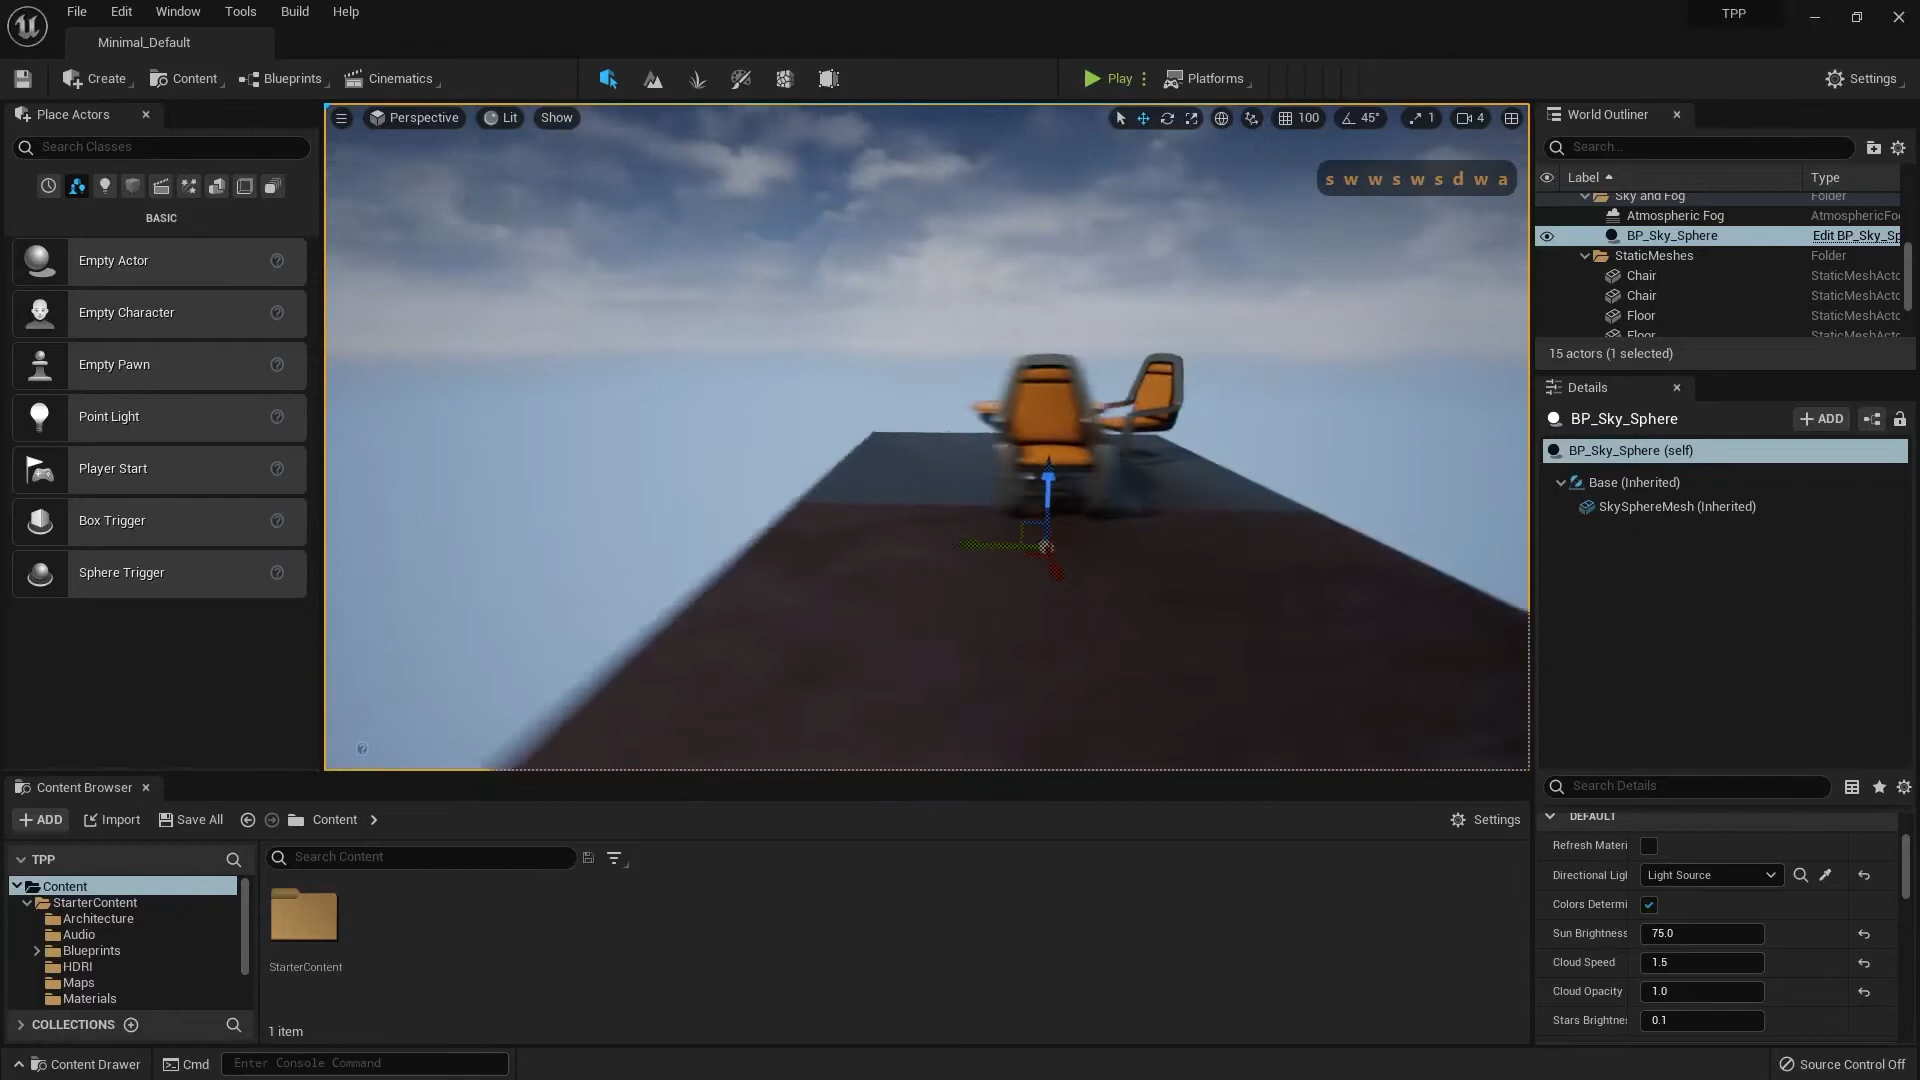 File Edit Window Tools Build Help
TPP
Minimal_Default
Create Content Blueprints Cinematics Play Platforms Settings
Place Actors
Search Classes
BASIC
Empty Actor
Empty Character
Empty Pawn
Point Light
Player Start
Box Trigger
Sphere Trigger
Perspective Lit Show 100 45° 1 4
s w w s w s d w a
World Outliner
Search...
Label Type
Sky and Fog Folder
Atmospheric Fog AtmosphericFo
BP_Sky_Sphere Edit BP_Sky_Sp
StaticMeshes Folder
Chair StaticMeshActo
Chair StaticMeshActo
Floor StaticMeshActo
Floor StaticMeshActo
15 actors (1 selected)
Details
BP_Sky_Sphere + ADD
BP_Sky_Sphere (self)
Base (Inherited)
SkySphereMesh (Inherited)
Search Details
DEFAULT
Refresh Materi
Directional Ligl Light Source
Colors Determi
Sun Brightness 75.0
Cloud Speed 1.5
Cloud Opacity 1.0
Stars Brightne 0.1
Content Browser
+ ADD Import Save All Content Settings
TPP
Search Content
Content
StarterContent
Architecture
Audio
Blueprints
HDRI
Maps
Materials
COLLECTIONS
StarterContent
1 item
Content Drawer Cmd Enter Console Command Source Control Off